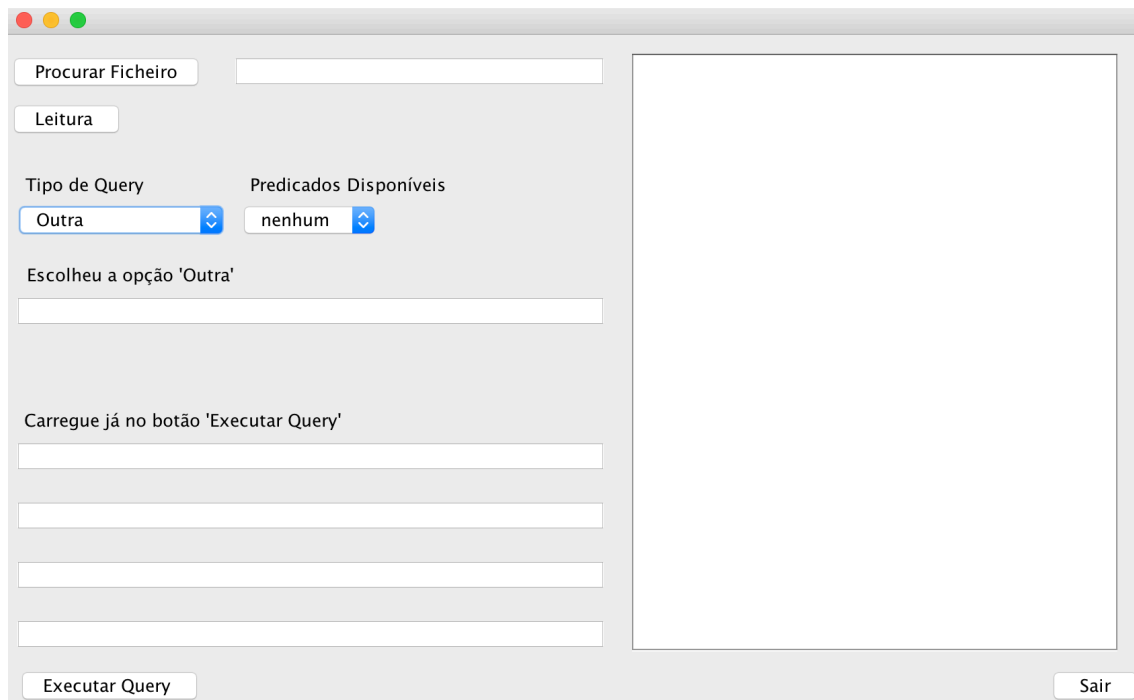 Procurar Ficheiro
Leitura
Tipo de Query Predicados Disponíveis
Outra nenhum
Escolheu a opção 'Outra'
Carregue já no botão 'Executar Query'
Executar Query Sair